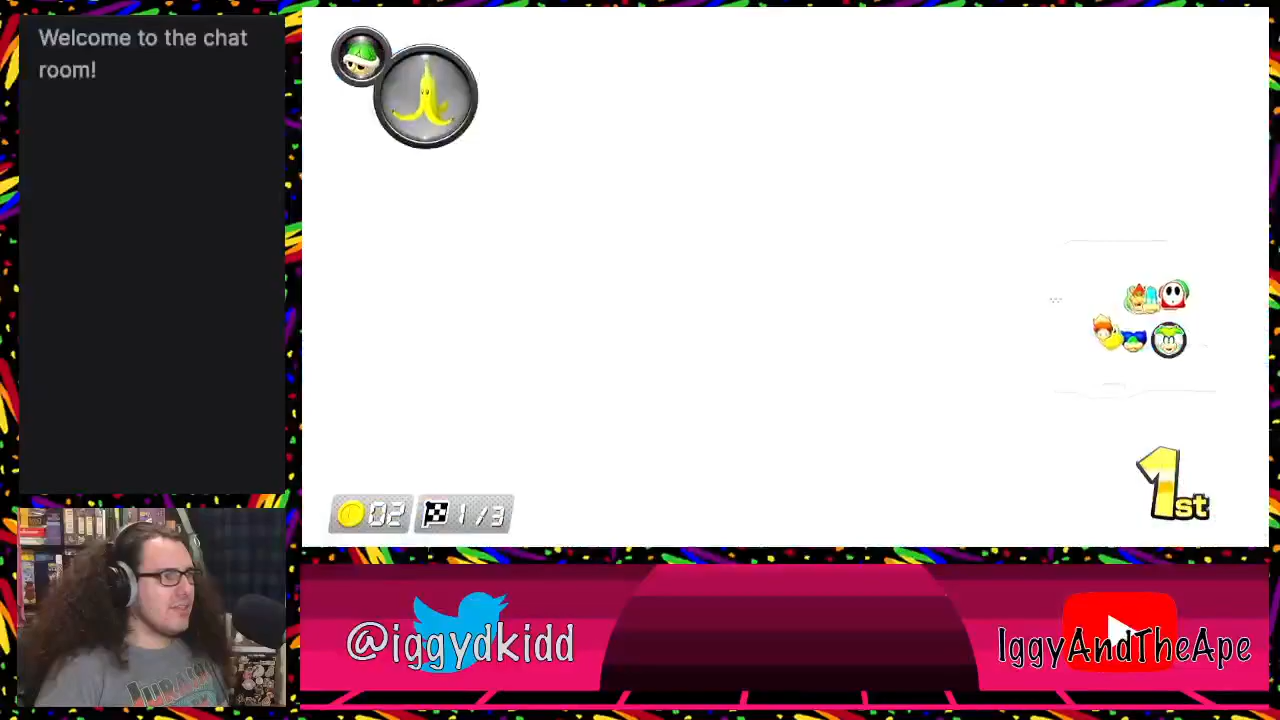 Welcome to the chat
room!
02 1/3
1st
@iggydkidd
IggyAndTheApe